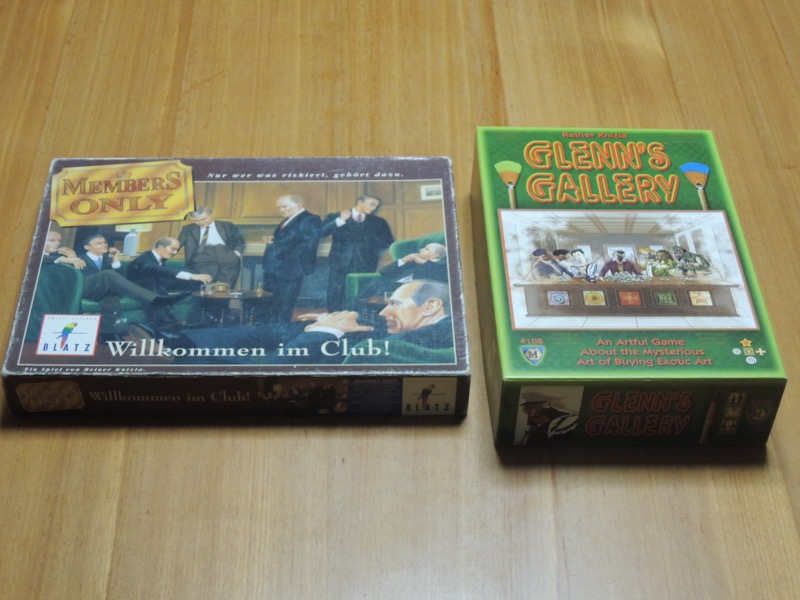 MEMBERS
ONLY
Nur wer was riskiert, gehört dazu.
BLATZ
Willkommen im Club!
Ein Spiel von Reiner Knizia.
Willkommen im Club!
BLATZ
Reiner Knizia
GLENN'S
GALLERY
4108
M
An Artful Game
About the Mysterious
Art of Buying Exotic Art
GLENN'S
GALLERY